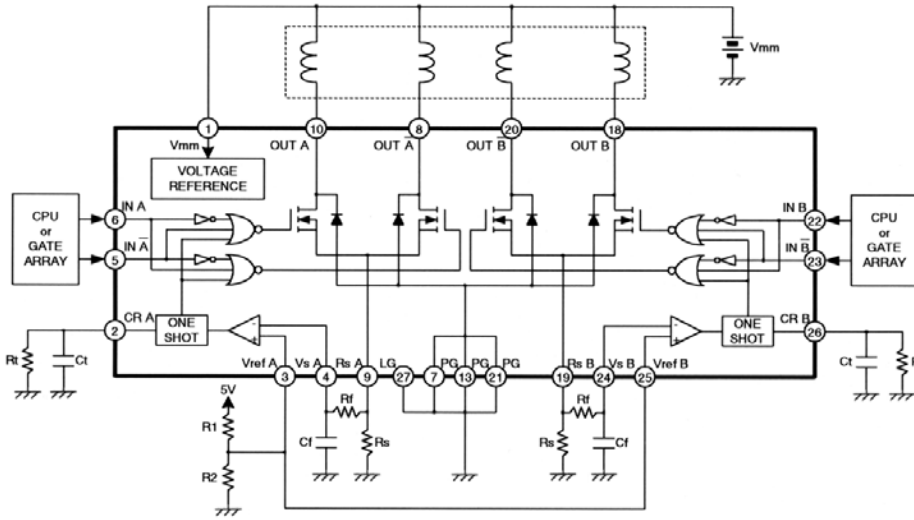 Vmm
1
10
8
20
18
Vmm
OUT A
OUT A̅
OUT B̅
OUT B
VOLTAGE
REFERENCE
CPU
or
GATE
ARRAY
IN A
6
IN A̅
5
IN B
22
IN B̅
23
CPU
or
GATE
ARRAY
CR A
2
ONE
SHOT
-
+
-
+
ONE
SHOT
CR B
26
Rt
Ct
Vref A
Vs A
Rs A
LG
PG
PG
PG
Rs B
Vs B
Vref B
3
4
9
27
7
13
21
19
24
25
Ct
5V
R1
R2
Rf
Cf
Rs
Rf
Rs
Cf